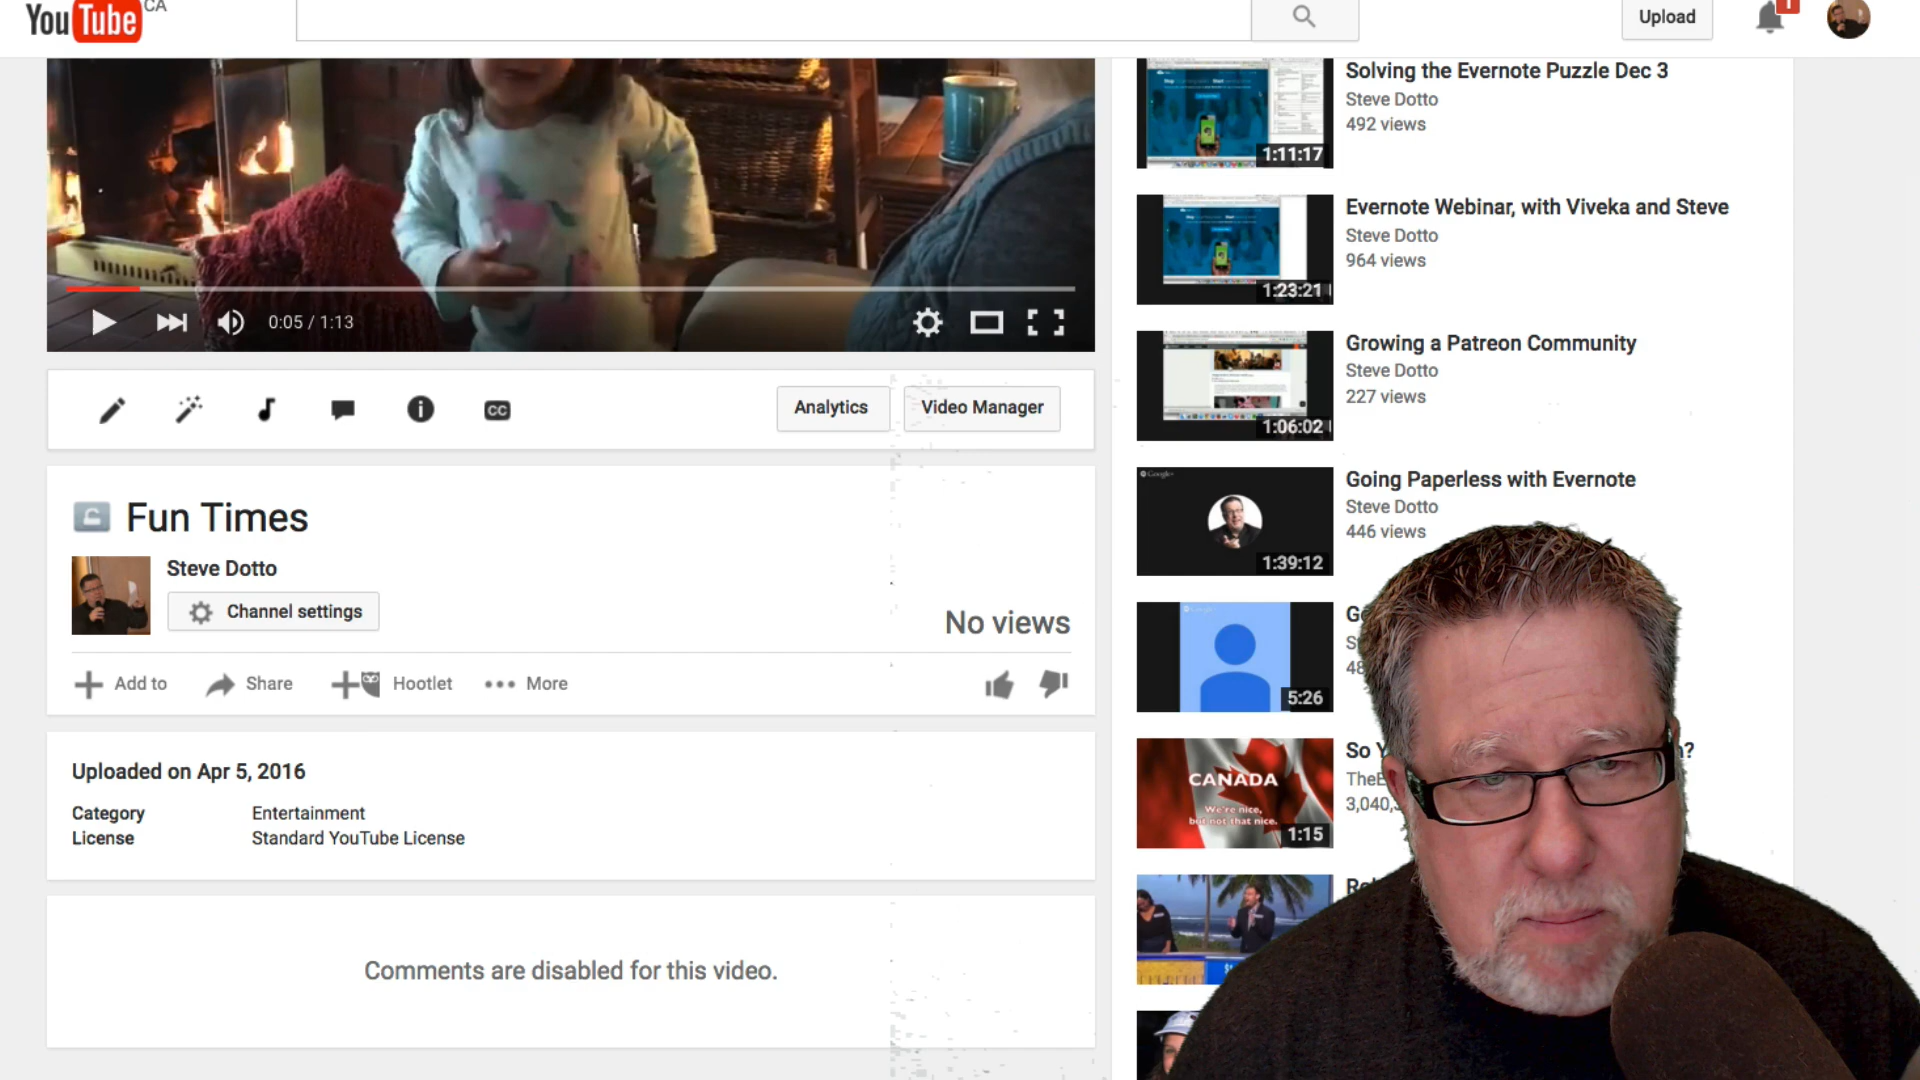 YouTube CA
Upload
1
0:05 / 1:13
CC
Analytics
Video Manager
Fun Times
Steve Dotto
Channel settings
No views
Add to
Share
Hootlet
More
Uploaded on Apr 5, 2016
Category Entertainment
License Standard YouTube License
Comments are disabled for this video.
Solving the Evernote Puzzle Dec 3
Steve Dotto
492 views
1:11:17
Evernote Webinar, with Viveka and Steve
Steve Dotto
964 views
1:23:21
Growing a Patreon Community
Steve Dotto
227 views
1:06:02
Google+
Going Paperless with Evernote
Steve Dotto
446 views
1:39:12
5:26
So
CANADA
We're nice,
but not that nice.
1:15